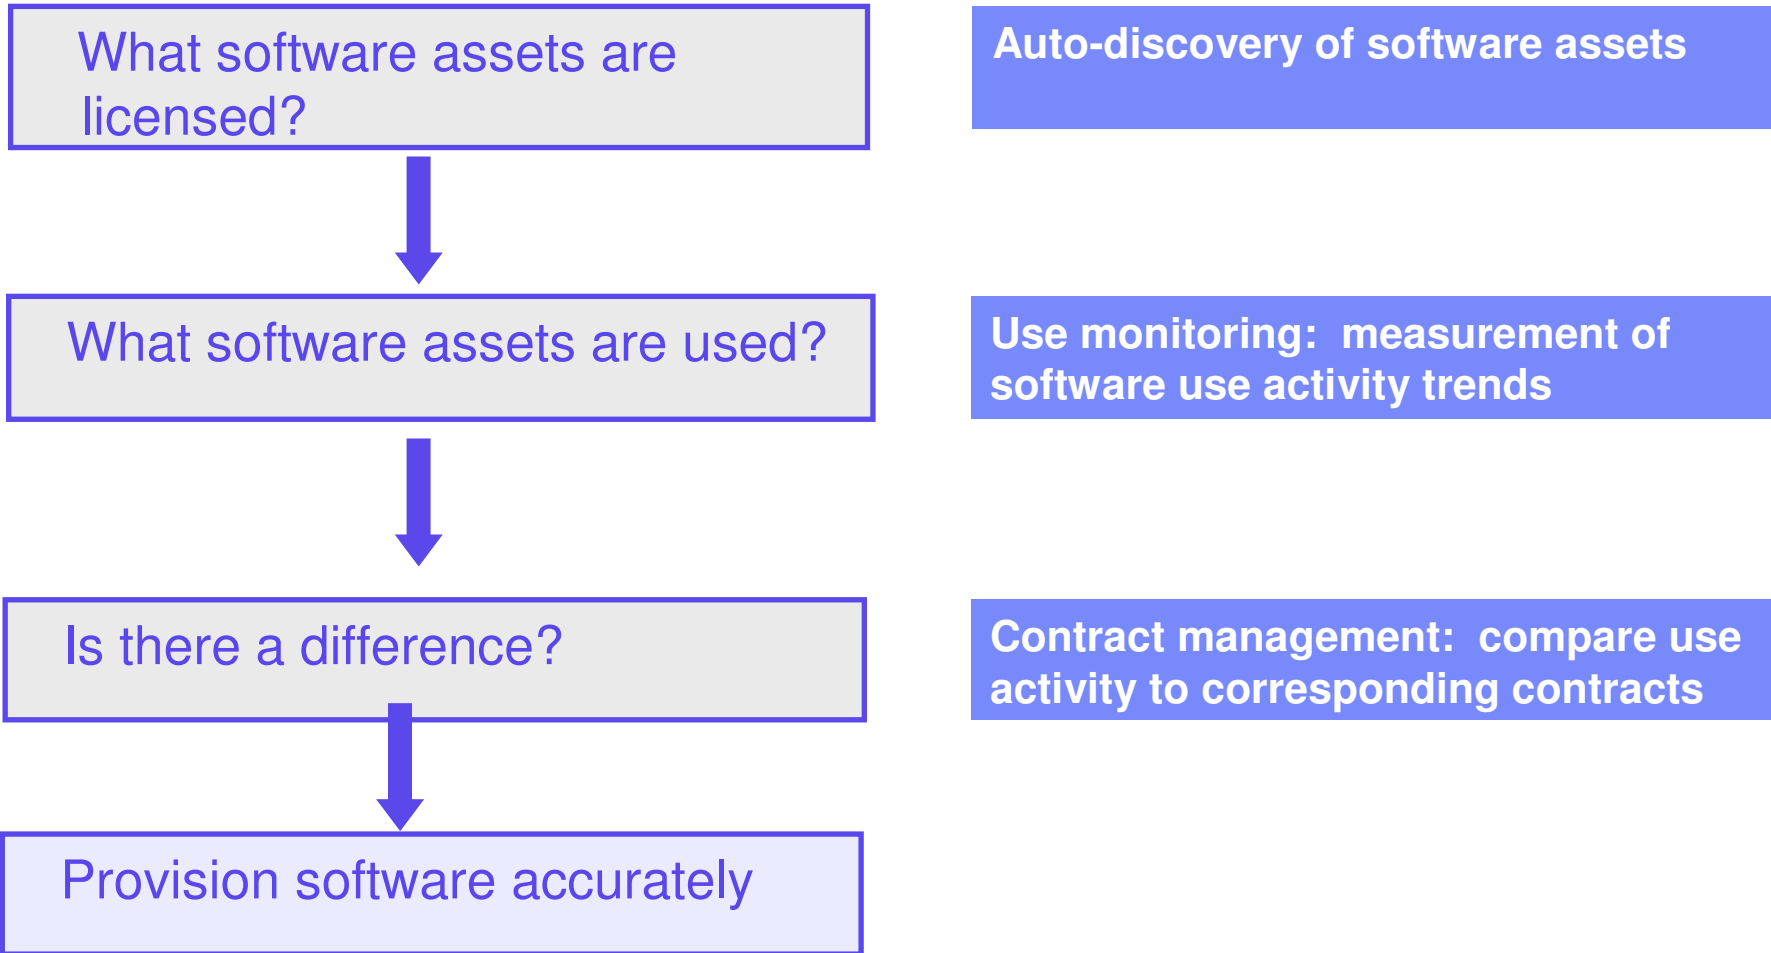 What software assets are
licensed?
Auto-discovery of software assets
What software assets are used?
Use monitoring:  measurement of
software use activity trends
Is there a difference?
Contract management:  compare use
activity to corresponding contracts
Provision software accurately